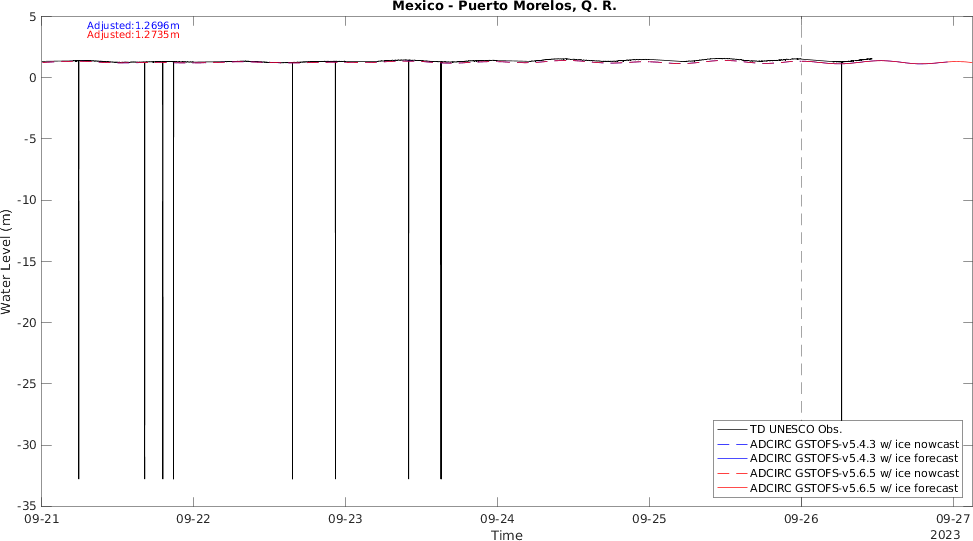 Mexico - Puerto Morelos, Q. R.
Adjusted:1.2696m
Adjusted:1.2735m
5
0
-5
-10
-15
-20
-25
-30
-35
Water Level (m)
TD UNESCO Obs.
ADCIRC GSTOFS-v5.4.3 w/ ice nowcast
ADCIRC GSTOFS-v5.4.3 w/ ice forecast
ADCIRC GSTOFS-v5.6.5 w/ ice nowcast
ADCIRC GSTOFS-v5.6.5 w/ ice forecast
09-21 09-22 09-23 09-24 09-25 09-26 09-27
Time
2023